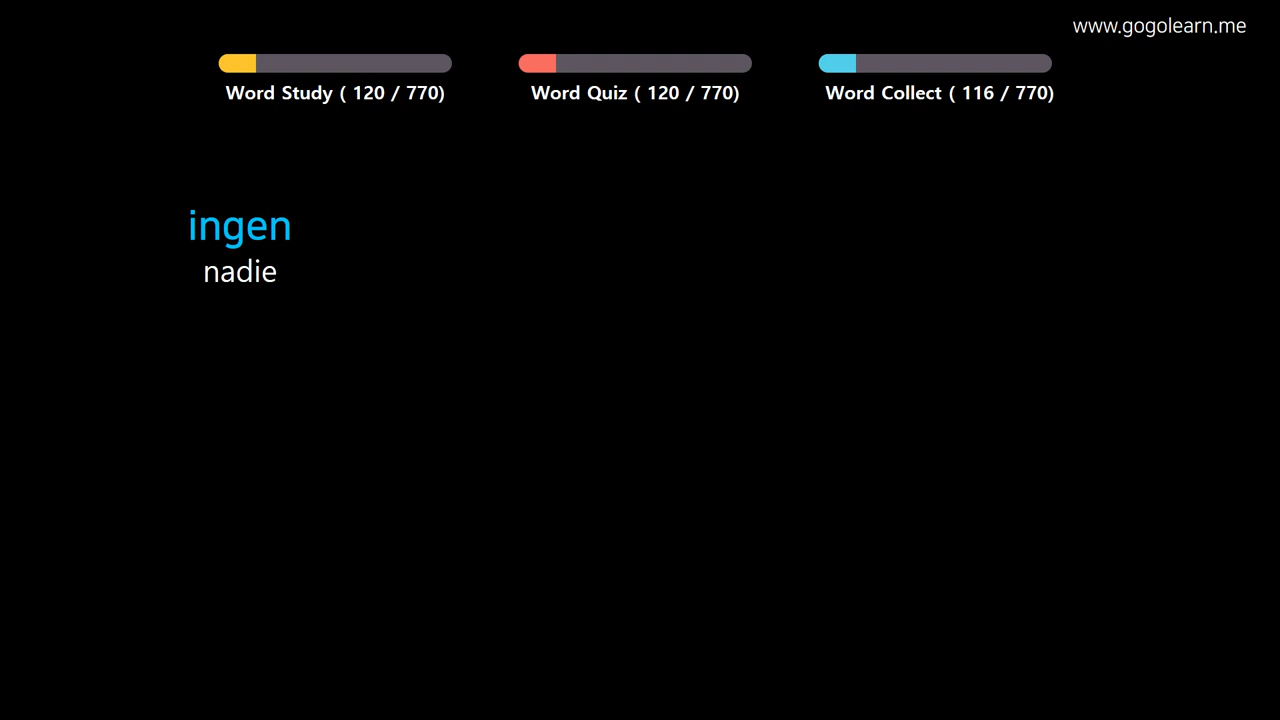 www.gogolearn.me
Word Study ( 120 / 770)
Word Quiz ( 120 / 770)
Word Collect ( 116 / 770)
ingen
nadie